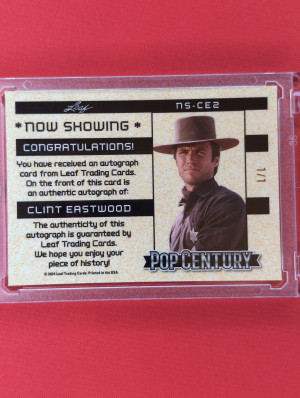 Leaf
NS-CE2
*NOW SHOWING*
CONGRATULATIONS!
You have received an autograph
card from Leaf Trading Cards.
On the front of this card is
an authentic autograph of:
CLINT EASTWOOD
The authenticity of this
autograph is guaranteed by
Leaf Trading Cards.
We hope you enjoy your
piece of history!
© 2024 Leaf Trading Cards. Printed in the USA.
1/1
POP CENTURY